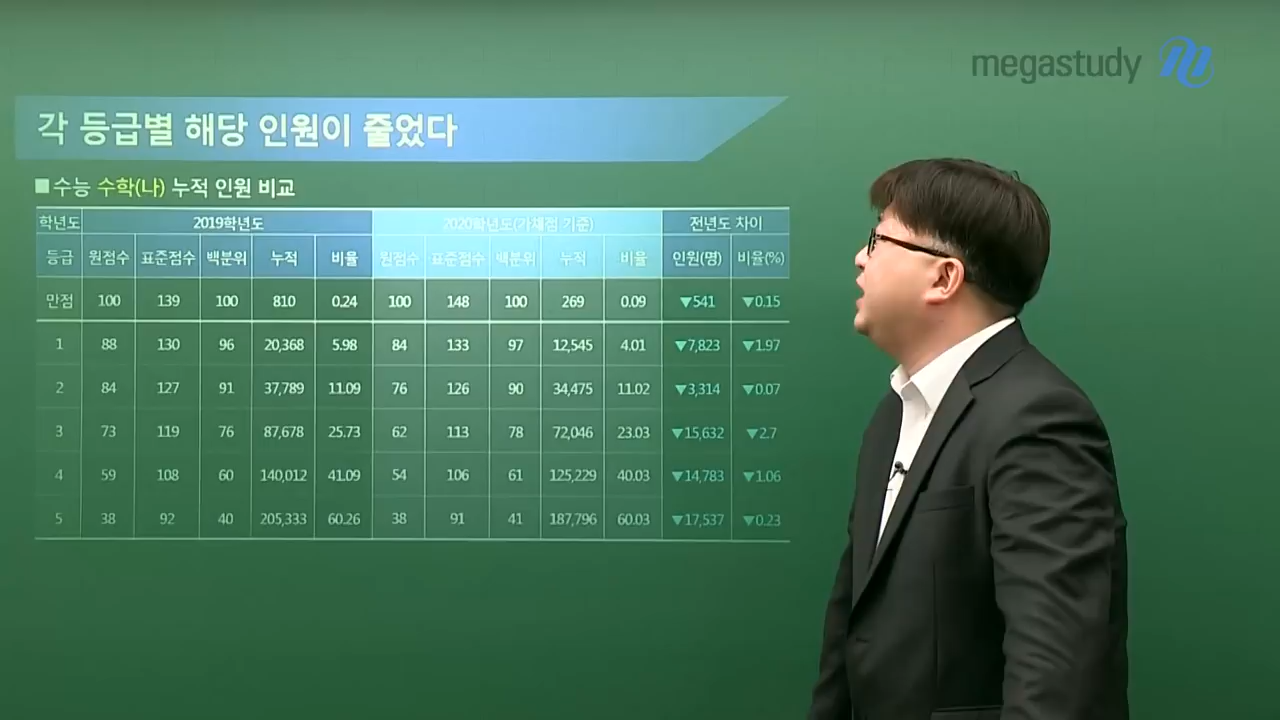 megastudy
각 등급별 해당 인원이 줄었다
■수능 수학(나) 누적 인원 비교
학년도 2019학년도 2020학년도(가채점 기준) 전년도 차이
등급 원점수 표준점수 백분위 누적 비율 원점수 표준점수 백분위 누적 비율 인원(명) 비율(%)
만점 100 139 100 810 0.24 100 148 100 269 0.09 ▼541 ▼0.15
1 88 130 96 20,368 5.98 84 133 97 12,545 4.01 ▼7,823 ▼1.97
2 84 127 91 37,789 11.09 76 126 90 34,475 11.02 ▼3,314 ▼0.07
3 73 119 76 87,678 25.73 62 113 78 72,046 23.03 ▼15,632 ▼2.7
4 59 108 60 140,012 41.09 54 106 61 125,229 40.03 ▼14,783 ▼1.06
5 38 92 40 205,333 60.26 38 91 41 187,796 60.03 ▼17,537 ▼0.23